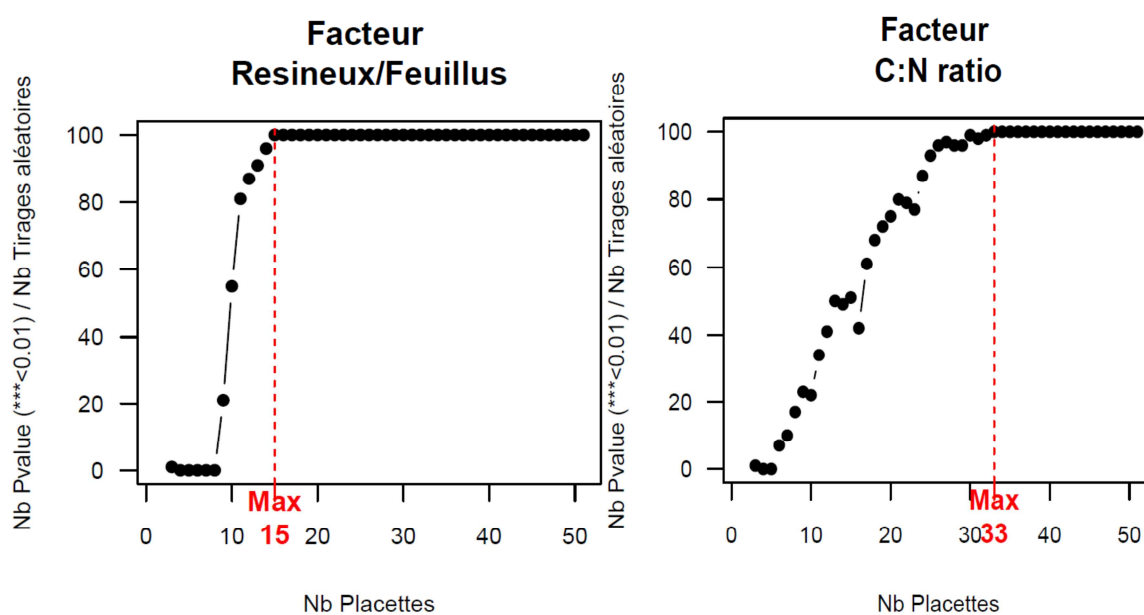 Facteur
Resineux/Feuillus
Nb Pvalue (***<0.01) / Nb Tirages aléatoires
100
80
60
40
20
0
Max
15
0
10
20
30
40
50
Nb Placettes
Facteur
C:N ratio
Nb Pvalue (***<0.01) / Nb Tirages aléatoires
100
80
60
40
20
0
Max
33
0
10
20
30
40
50
Nb Placettes